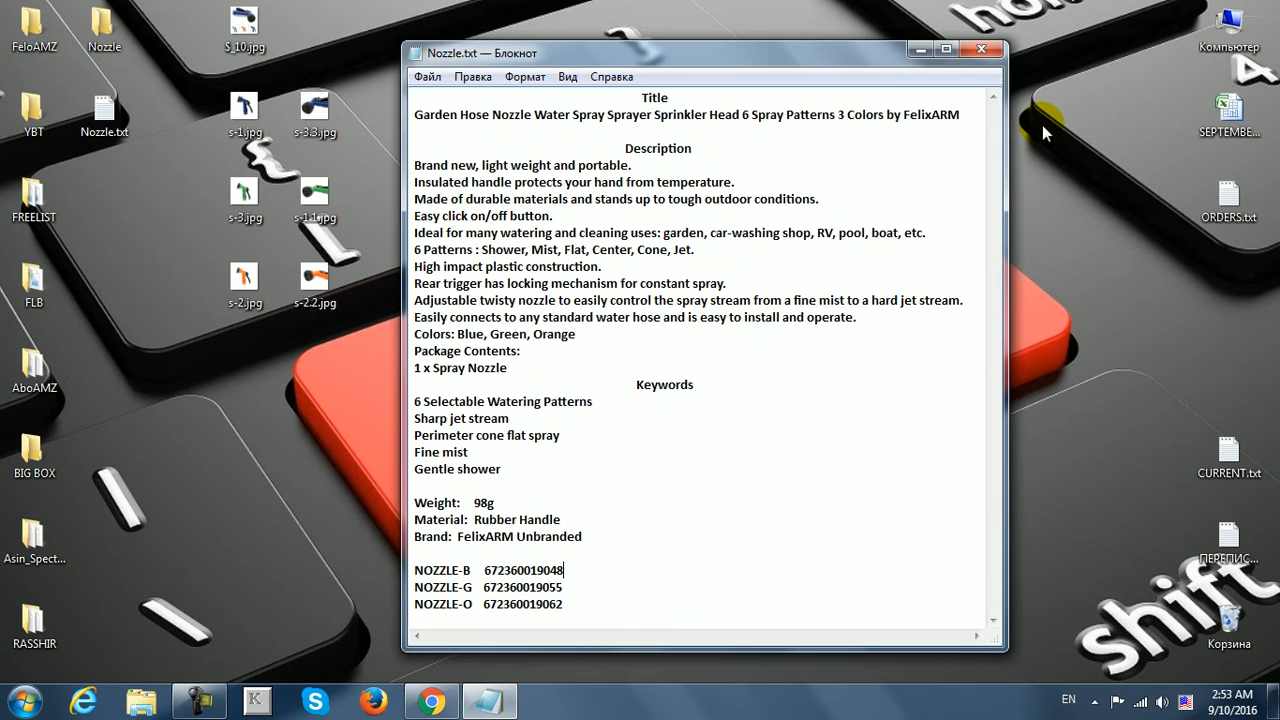 FeloAMZ
Nozzle
S_10.jpg
YBT
Nozzle.txt
s-1.jpg
s-3.3.jpg
FREELIST
s-3.jpg
s-1.1.jpg
FLB
s-2.jpg
s-2.2.jpg
AboAMZ
BIG BOX
Asin_Spect...
RASSHIR
Nozzle.txt — Блокнот
Файл Правка Формат Вид Справка
Title
Garden Hose Nozzle Water Spray Sprayer Sprinkler Head 6 Spray Patterns 3 Colors by FelixARM
Description
Brand new, light weight and portable.
Insulated handle protects your hand from temperature.
Made of durable materials and stands up to tough outdoor conditions.
Easy click on/off button.
Ideal for many watering and cleaning uses: garden, car-washing shop, RV, pool, boat, etc.
6 Patterns : Shower, Mist, Flat, Center, Cone, Jet.
High impact plastic construction.
Rear trigger has locking mechanism for constant spray.
Adjustable twisty nozzle to easily control the spray stream from a fine mist to a hard jet stream.
Easily connects to any standard water hose and is easy to install and operate.
Colors: Blue, Green, Orange
Package Contents:
1 x Spray Nozzle
Keywords
6 Selectable Watering Patterns
Sharp jet stream
Perimeter cone flat spray
Fine mist
Gentle shower
Weight: 98g
Material: Rubber Handle
Brand: FelixARM Unbranded
NOZZLE-B 672360019048
NOZZLE-G 672360019055
NOZZLE-O 672360019062
Компьютер
SEPTEMBE...
ORDERS.txt
CURRENT.txt
ПЕРЕПИС...
Корзина
4
shift
EN
2:53 AM
9/10/2016